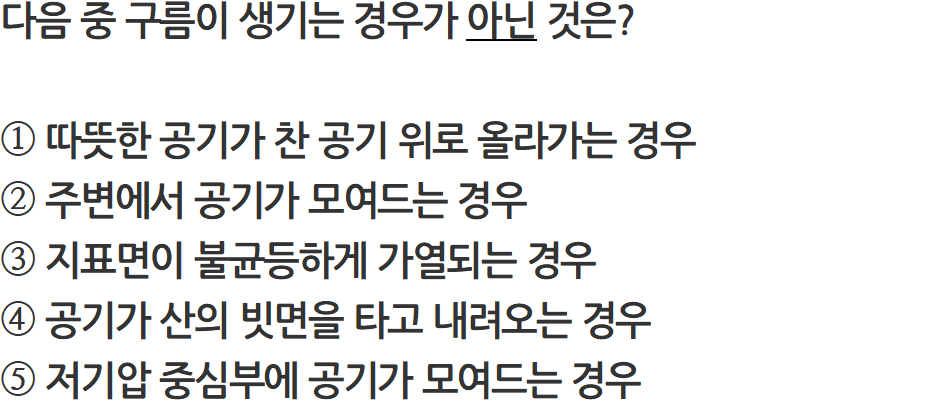 다음 중 구름이 생기는 경우가 아닌 것은?
① 따뜻한 공기가 찬 공기 위로 올라가는 경우
② 주변에서 공기가 모여드는 경우
③ 지표면이 불균등하게 가열되는 경우
④ 공기가 산의 빗면을 타고 내려오는 경우
⑤ 저기압 중심부에 공기가 모여드는 경우